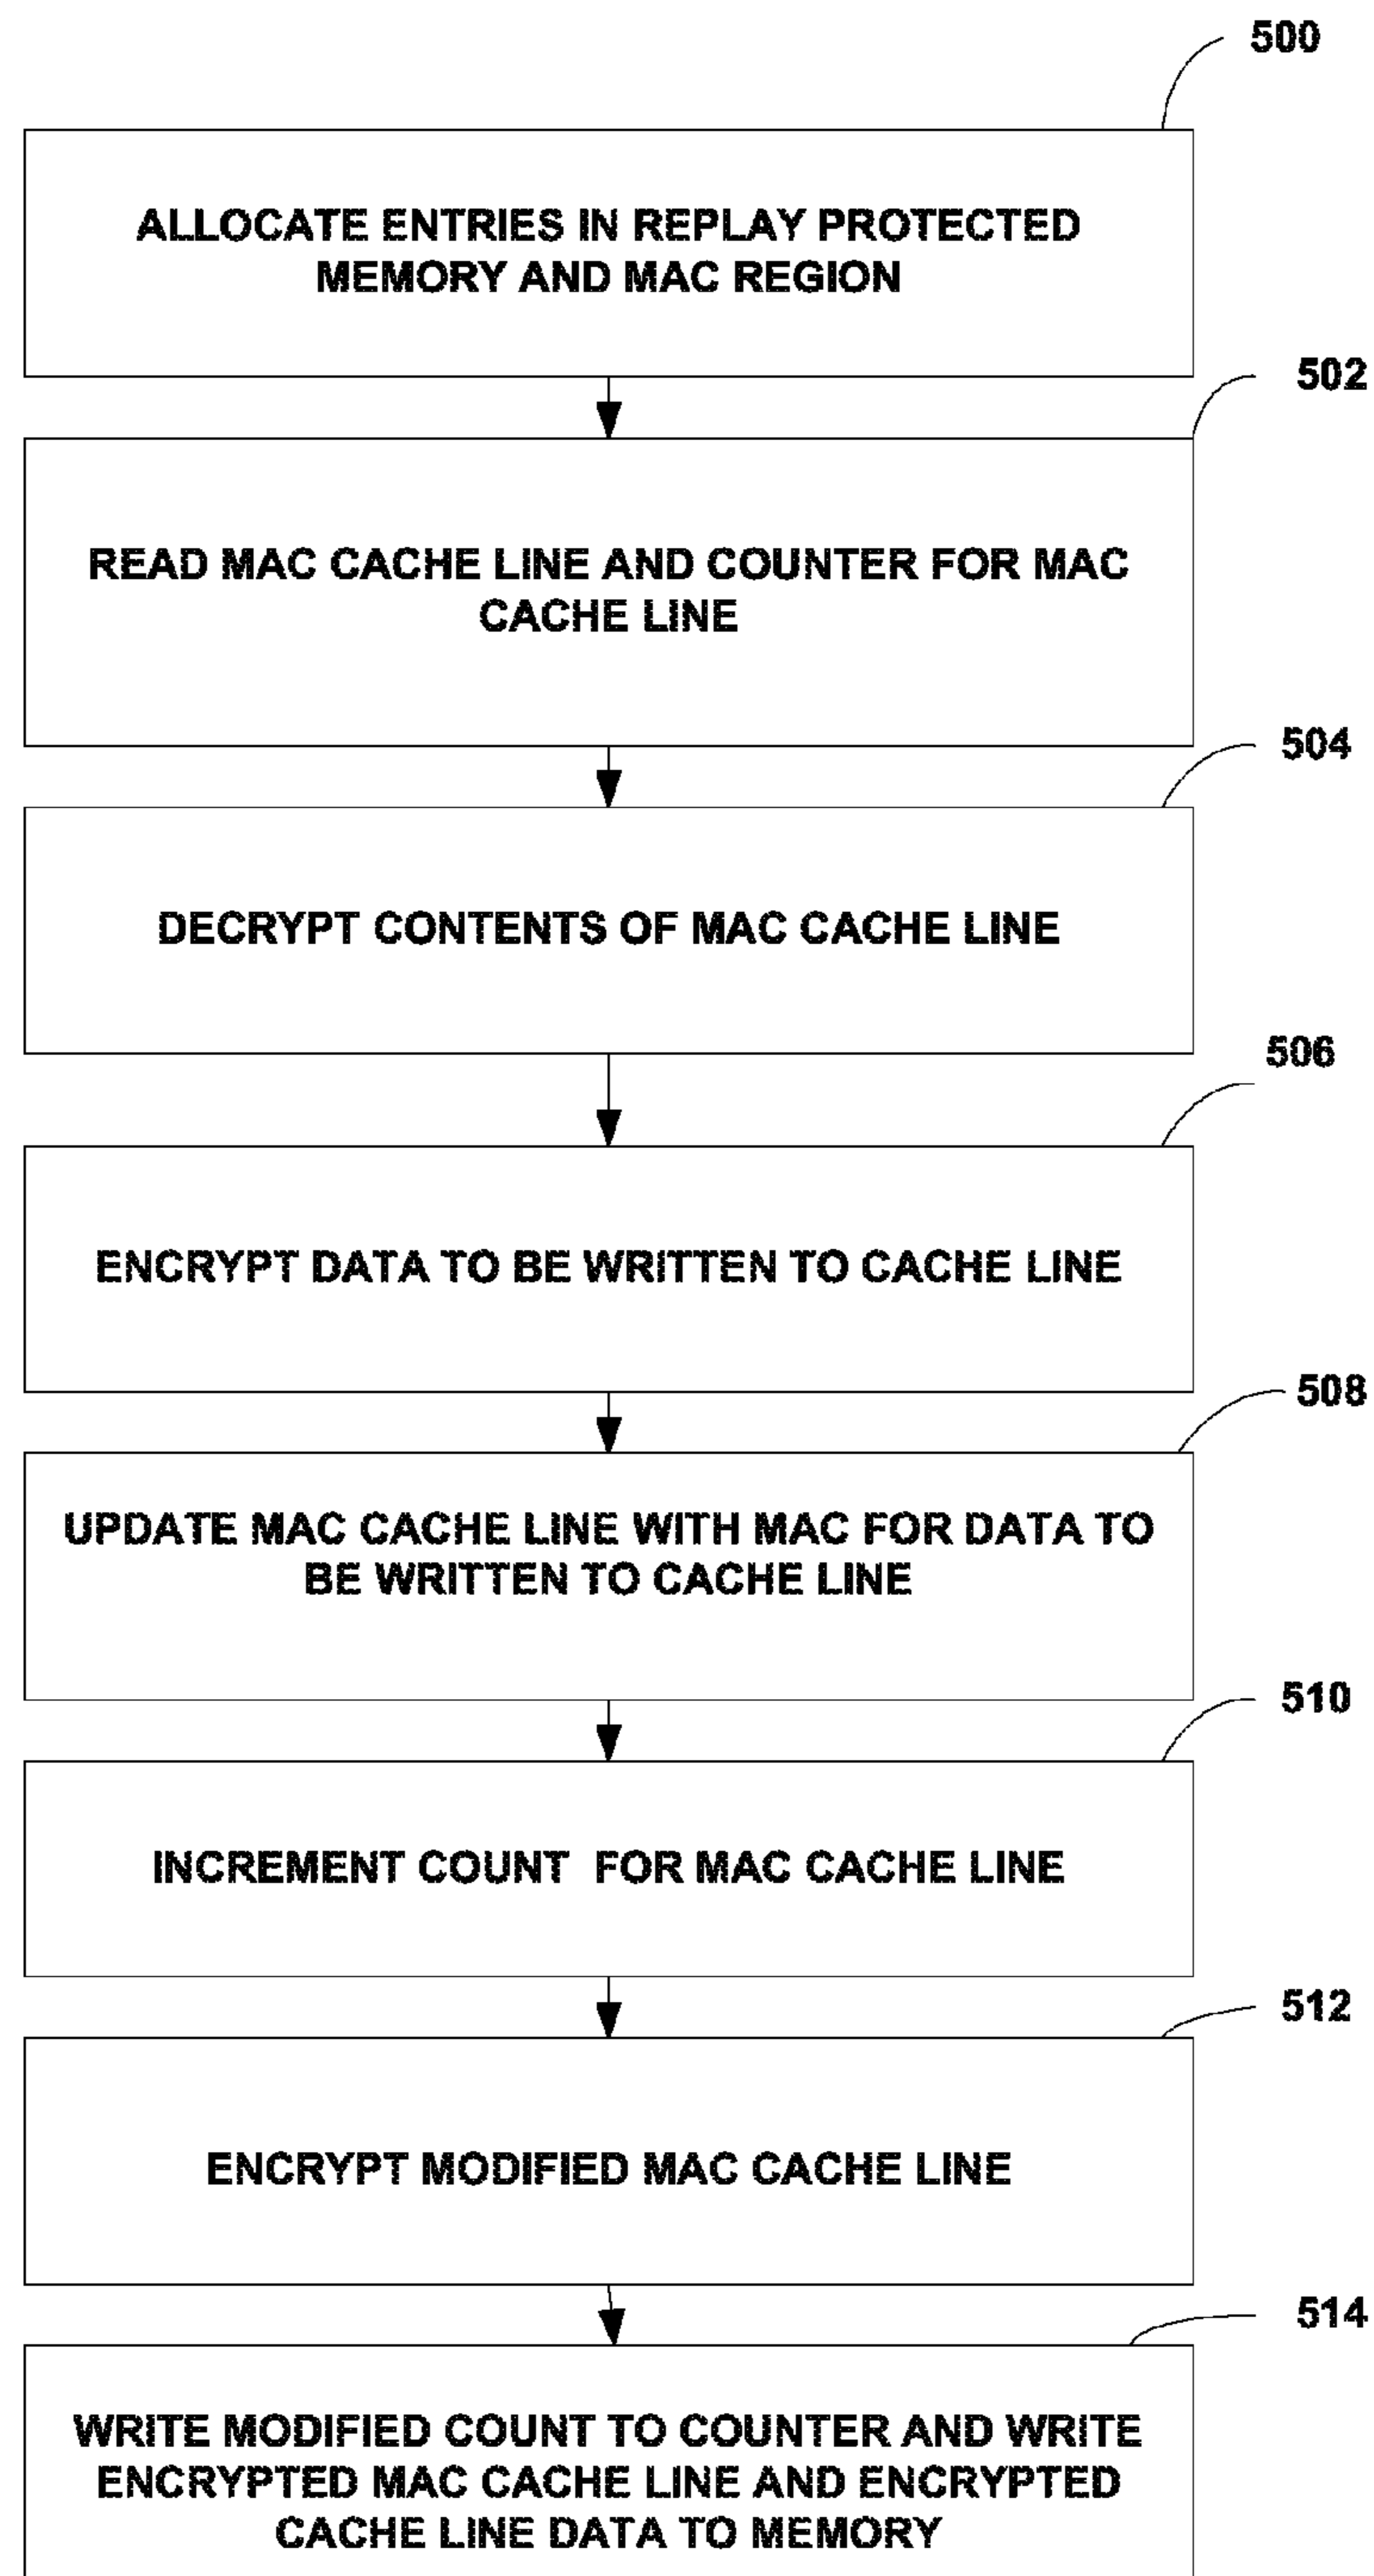 500
ALLOCATE ENTRIES IN REPLAY PROTECTED
MEMORY AND MAC REGION
502
READ MAC CACHE LINE AND COUNTER FOR MAC
CACHE LINE
504
DECRYPT CONTENTS OF MAC CACHE LINE
506
ENCRYPT DATA TO BE WRITTEN TO CACHE LINE
508
UPDATE MAC CACHE LINE WITH MAC FOR DATA TO
BE WRITTEN TO CACHE LINE
510
INCREMENT COUNT FOR MAC CACHE LINE
512
ENCRYPT MODIFIED MAC CACHE LINE
514
WRITE MODIFIED COUNT TO COUNTER AND WRITE
ENCRYPTED MAC CACHE LINE AND ENCRYPTED
CACHE LINE DATA TO MEMORY